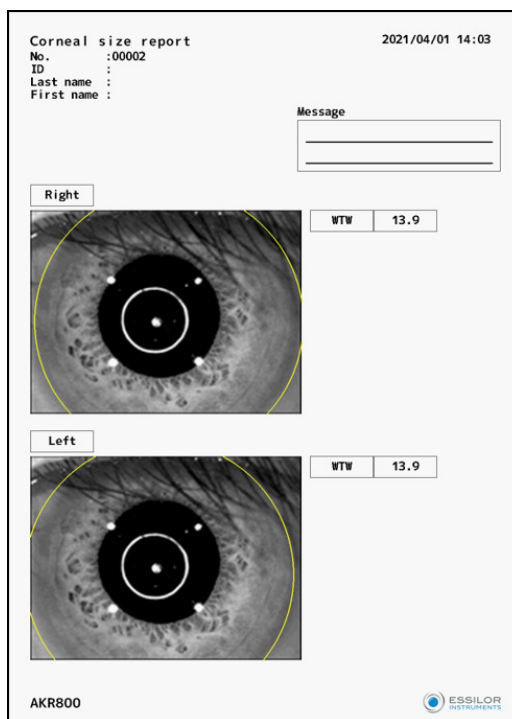 Corneal size report
2021/04/01 14:03
No. :00002
ID :
Last name :
First name :
Message
Right
WTW 13.9
Left
WTW 13.9
AKR800
ESSILOR
INSTRUMENTS